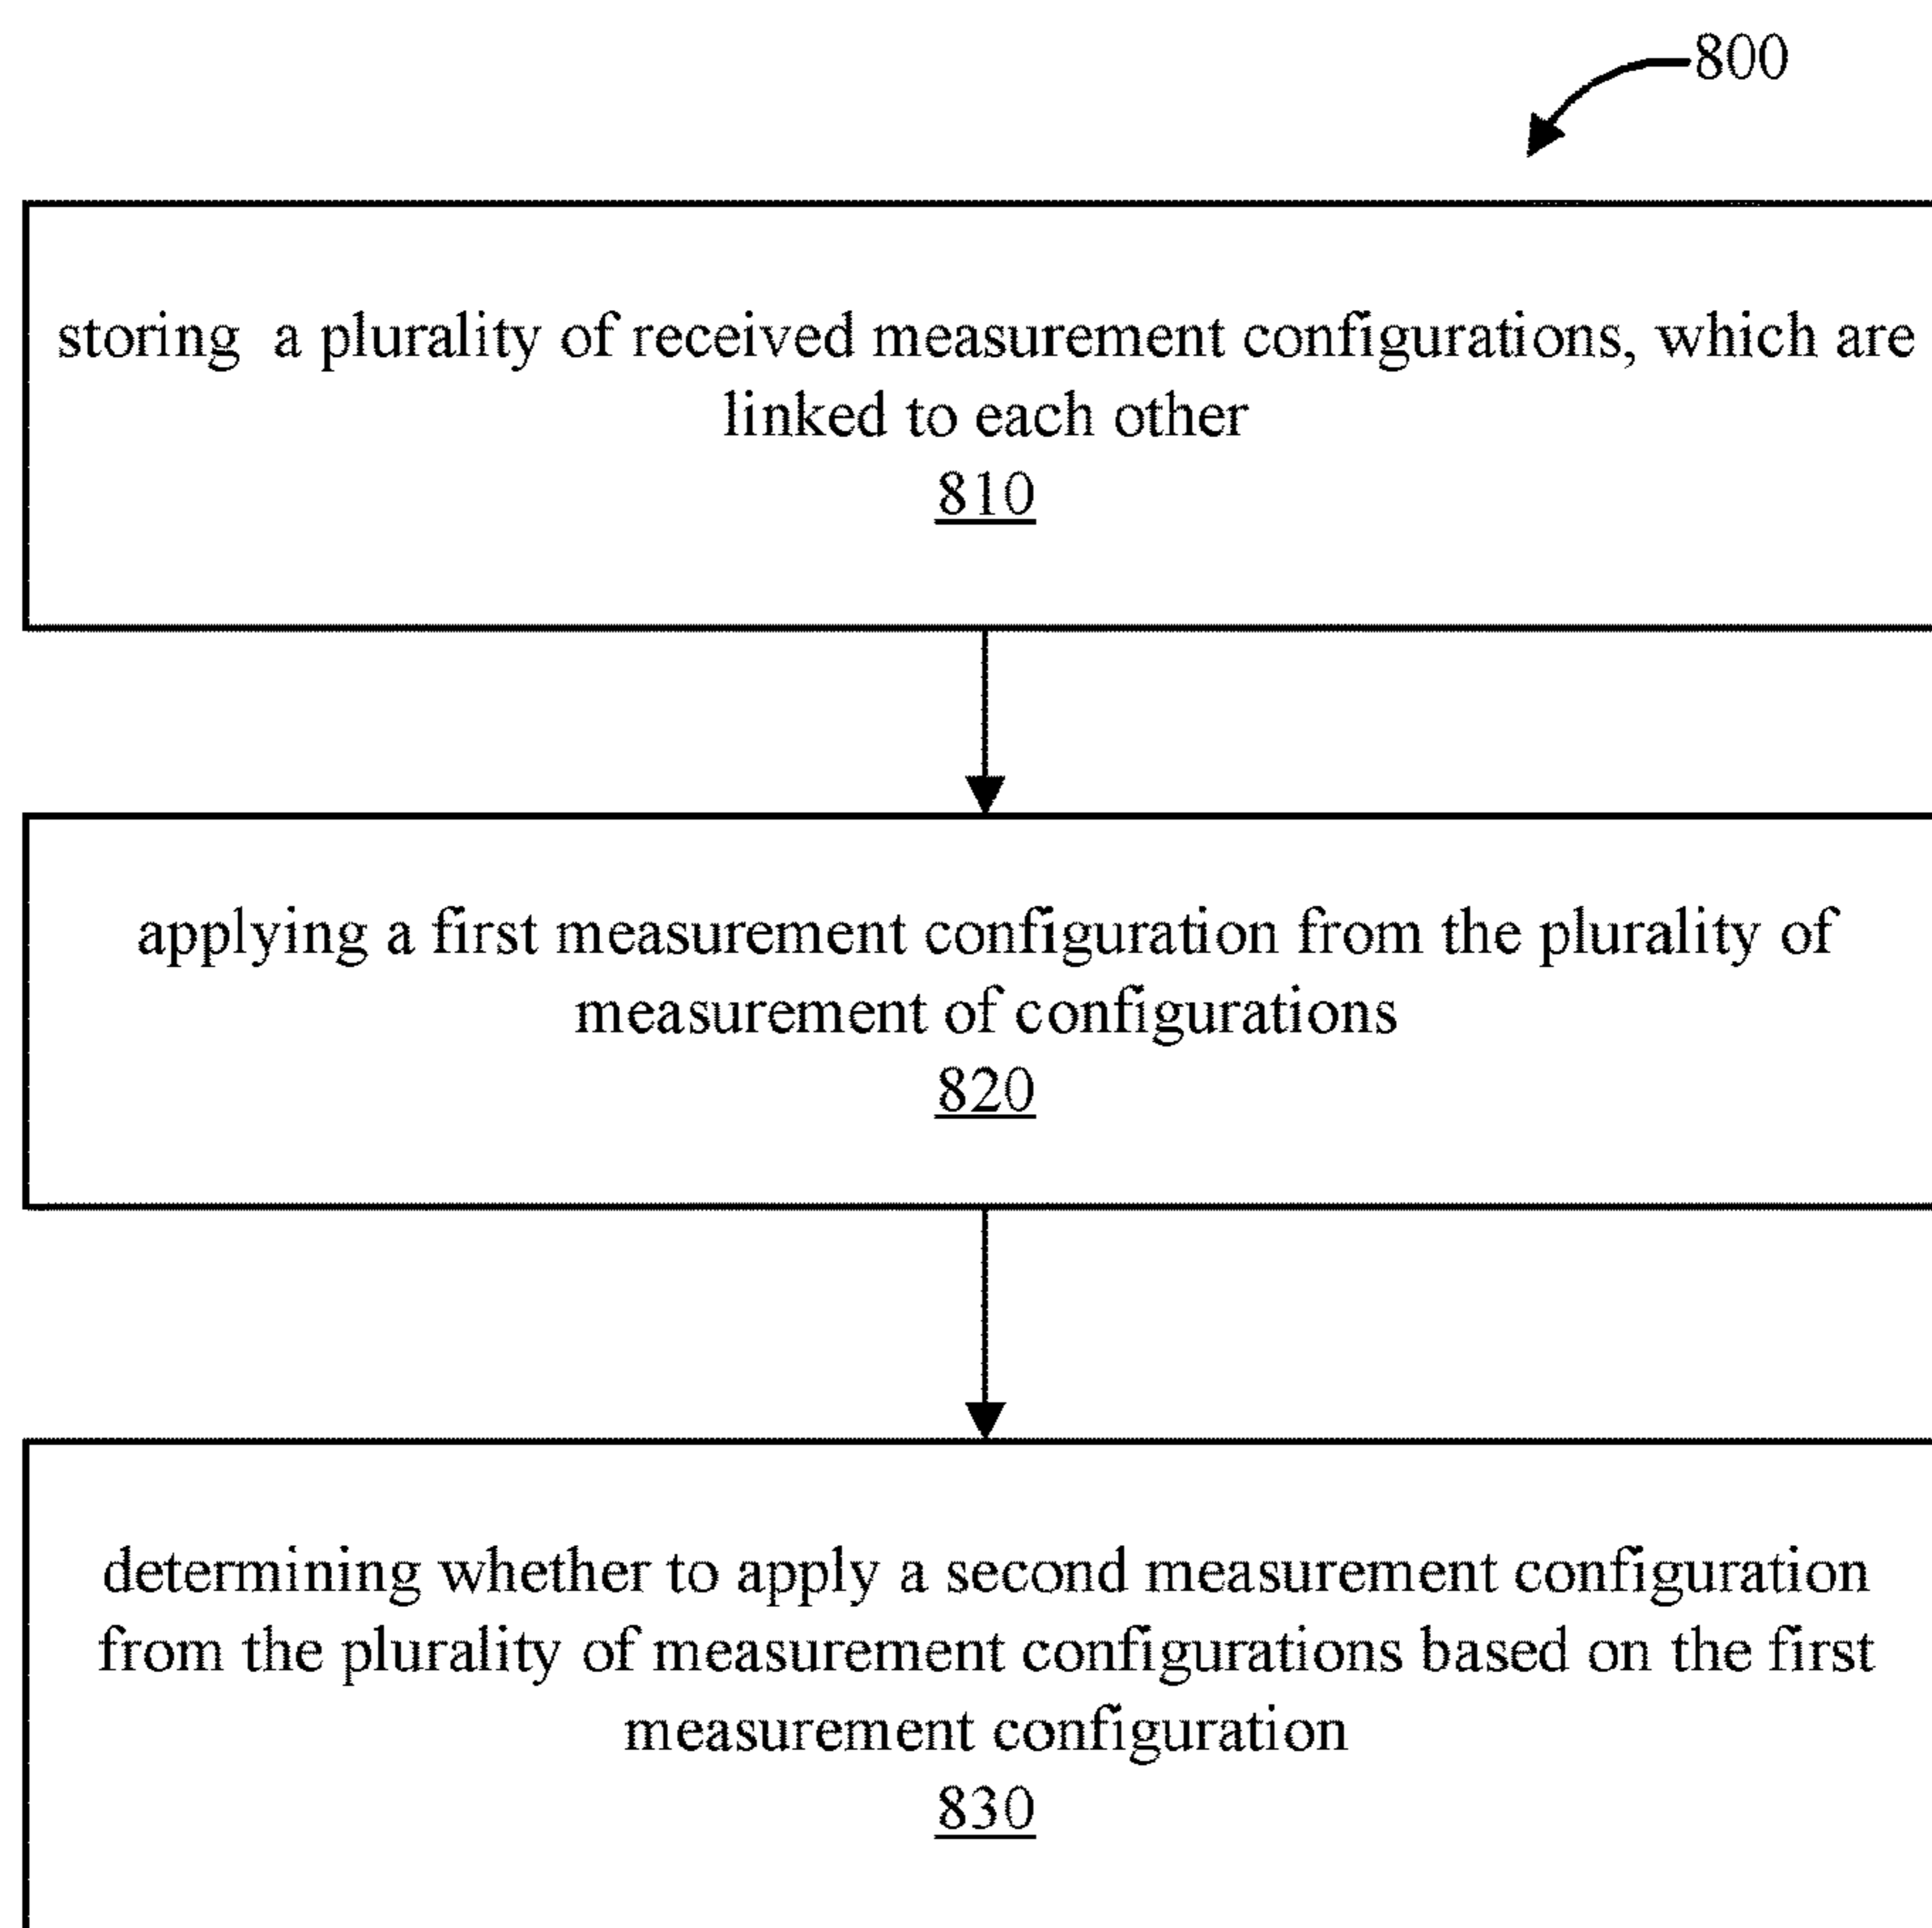 800
storing a plurality of received measurement configurations, which are
linked to each other
810
applying a first measurement configuration from the plurality of
measurement of configurations
820
determining whether to apply a second measurement configuration
from the plurality of measurement configurations based on the first
measurement configuration
830